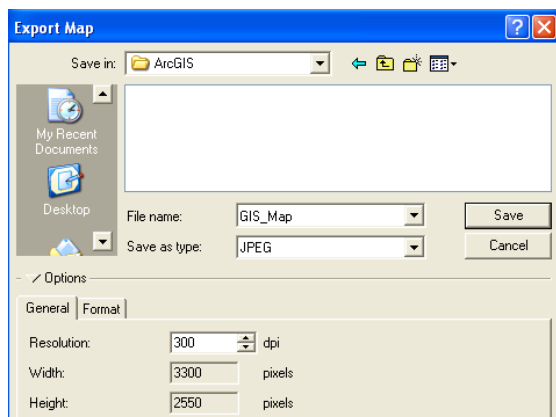 Export Map
Save in: ArcGIS
My Recent Documents
Desktop
File name: GIS_Map Save
Save as type: JPEG Cancel
Options
General Format
Resolution: 300 dpi
Width: 3300 pixels
Height: 2550 pixels